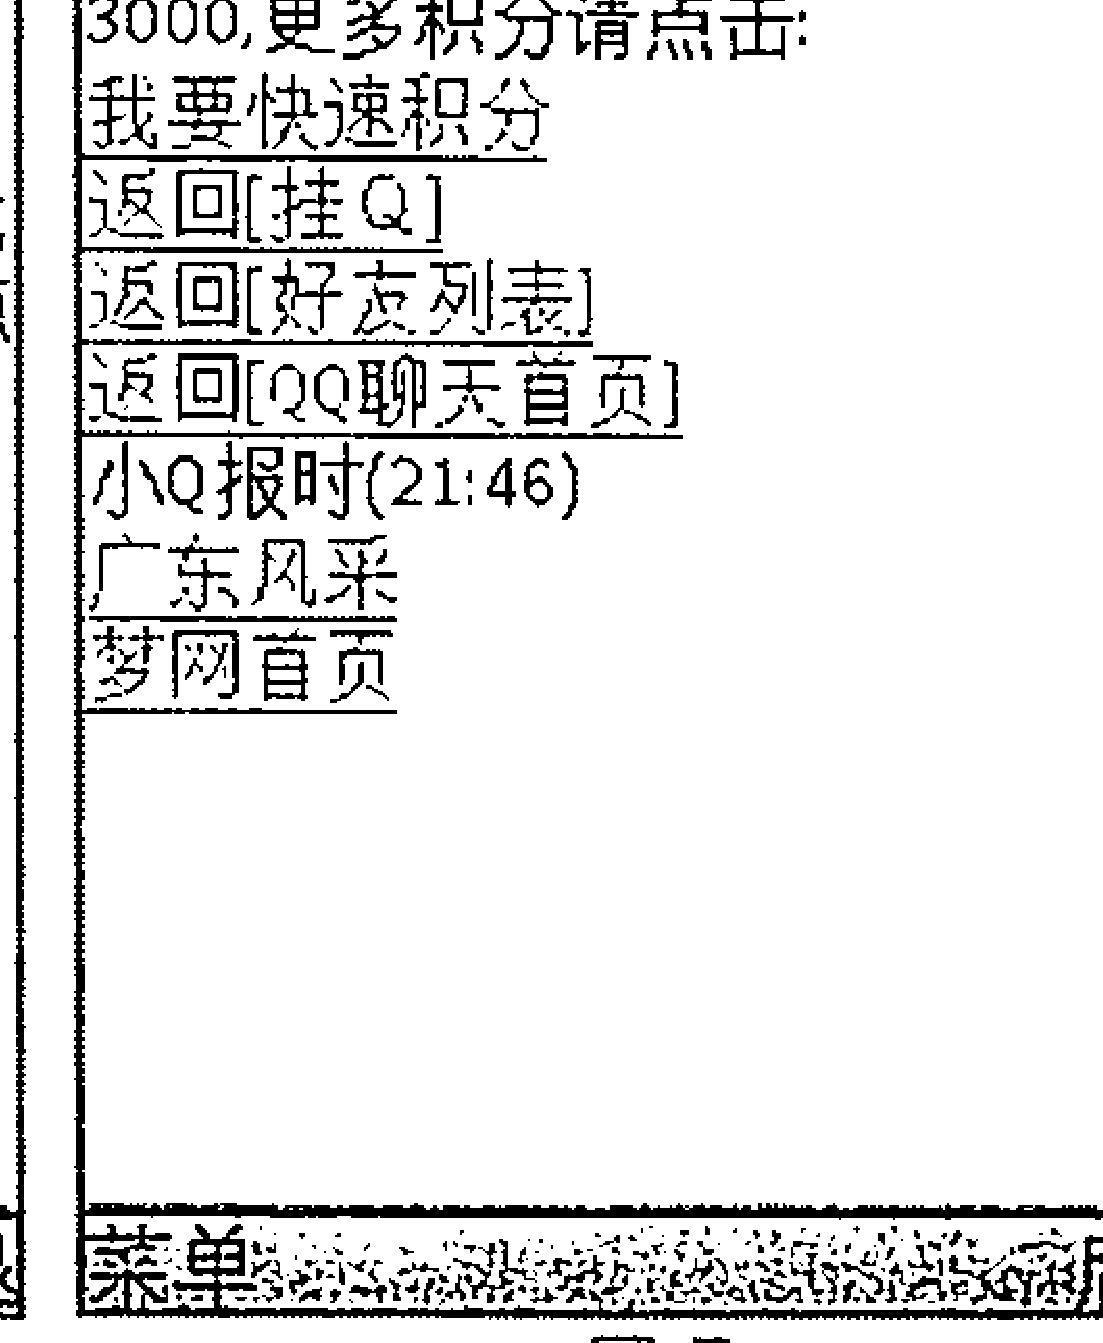 3000,更多积分请点击:
我要快速积分
返回[挂Q]
返回[好友列表]
返回[QQ聊天首页]
小Q报时(21:46)
广东风采
梦网首页
菜单